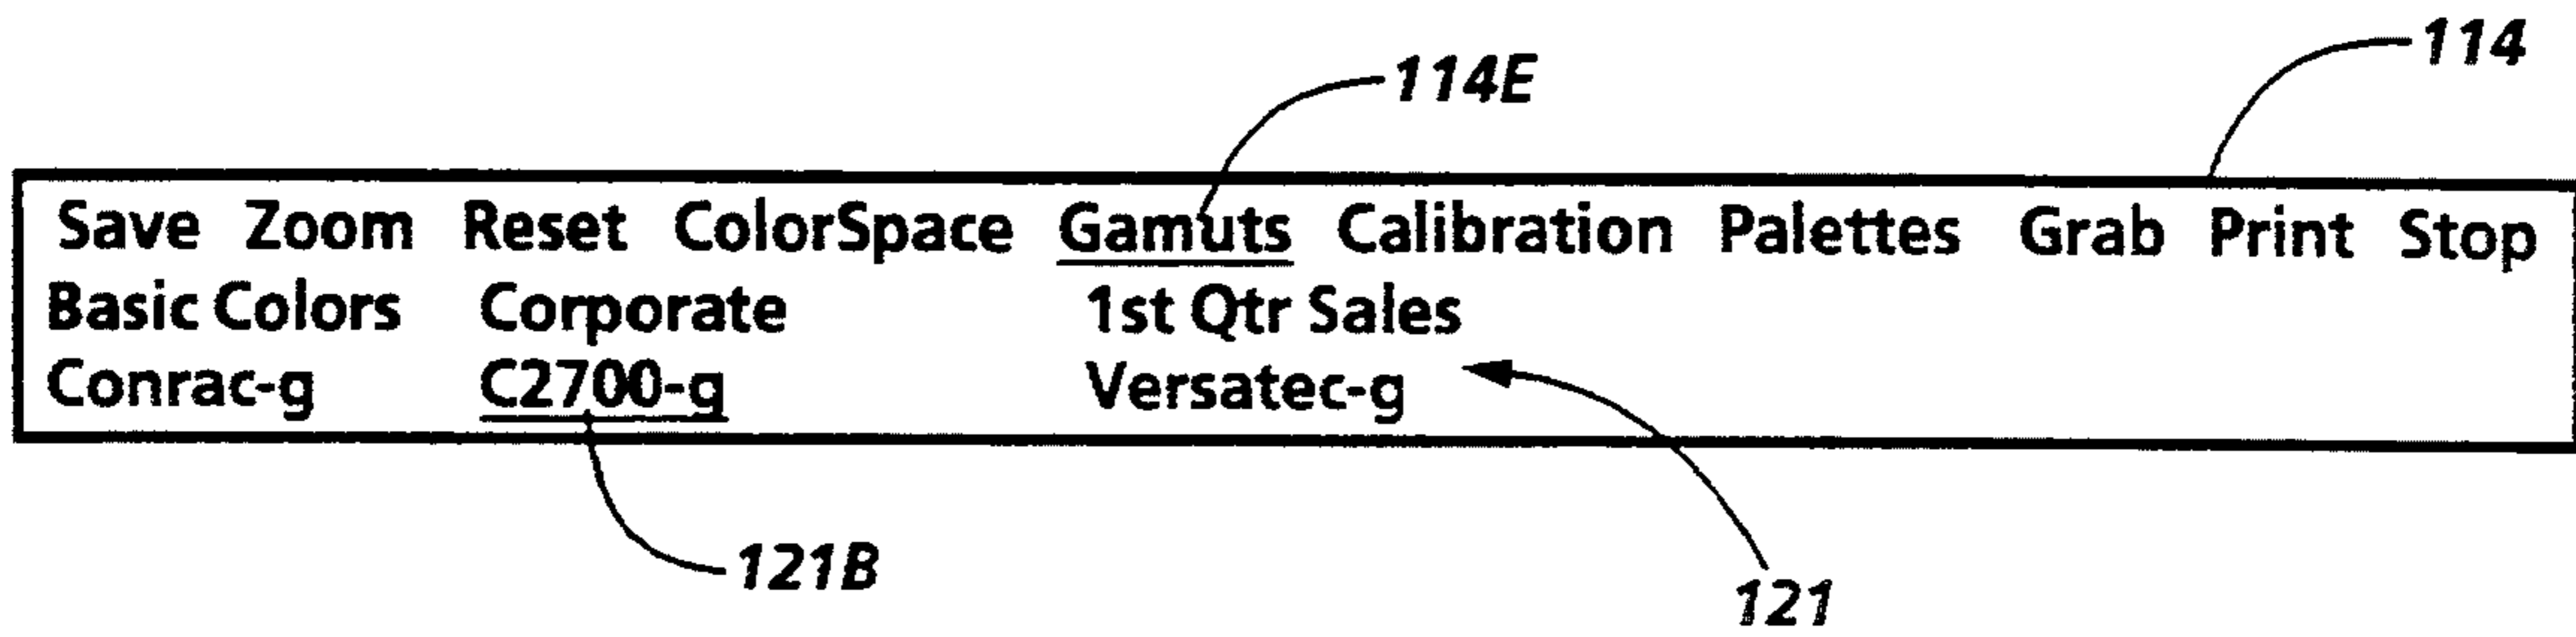 114
114E
Save Zoom Reset ColorSpace Gamuts Calibration Palettes Grab Print Stop
Basic Colors Corporate 1st Qtr Sales
Conrac-g C2700-g Versatec-g
121B
121